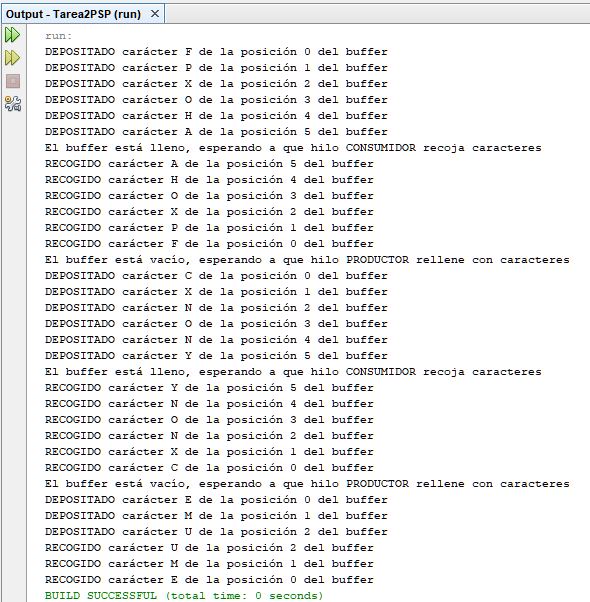 Output - Tarea2PSP (run)
run:
DEPOSITADO carácter F de la posición 0 del buffer
DEPOSITADO carácter P de la posición 1 del buffer
DEPOSITADO carácter X de la posición 2 del buffer
DEPOSITADO carácter O de la posición 3 del buffer
DEPOSITADO carácter H de la posición 4 del buffer
DEPOSITADO carácter A de la posición 5 del buffer
El buffer está lleno, esperando a que hilo CONSUMIDOR recoja caracteres
RECOGIDO carácter A de la posición 5 del buffer
RECOGIDO carácter H de la posición 4 del buffer
RECOGIDO carácter O de la posición 3 del buffer
RECOGIDO carácter X de la posición 2 del buffer
RECOGIDO carácter P de la posición 1 del buffer
RECOGIDO carácter F de la posición 0 del buffer
El buffer está vacío, esperando a que hilo PRODUCTOR rellene con caracteres
DEPOSITADO carácter C de la posición 0 del buffer
DEPOSITADO carácter X de la posición 1 del buffer
DEPOSITADO carácter N de la posición 2 del buffer
DEPOSITADO carácter O de la posición 3 del buffer
DEPOSITADO carácter N de la posición 4 del buffer
DEPOSITADO carácter Y de la posición 5 del buffer
El buffer está lleno, esperando a que hilo CONSUMIDOR recoja caracteres
RECOGIDO carácter Y de la posición 5 del buffer
RECOGIDO carácter N de la posición 4 del buffer
RECOGIDO carácter O de la posición 3 del buffer
RECOGIDO carácter N de la posición 2 del buffer
RECOGIDO carácter X de la posición 1 del buffer
RECOGIDO carácter C de la posición 0 del buffer
El buffer está vacío, esperando a que hilo PRODUCTOR rellene con caracteres
DEPOSITADO carácter E de la posición 0 del buffer
DEPOSITADO carácter M de la posición 1 del buffer
DEPOSITADO carácter U de la posición 2 del buffer
RECOGIDO carácter U de la posición 2 del buffer
RECOGIDO carácter M de la posición 1 del buffer
RECOGIDO carácter E de la posición 0 del buffer
BUILD SUCCESSFUL (total time: 0 seconds)